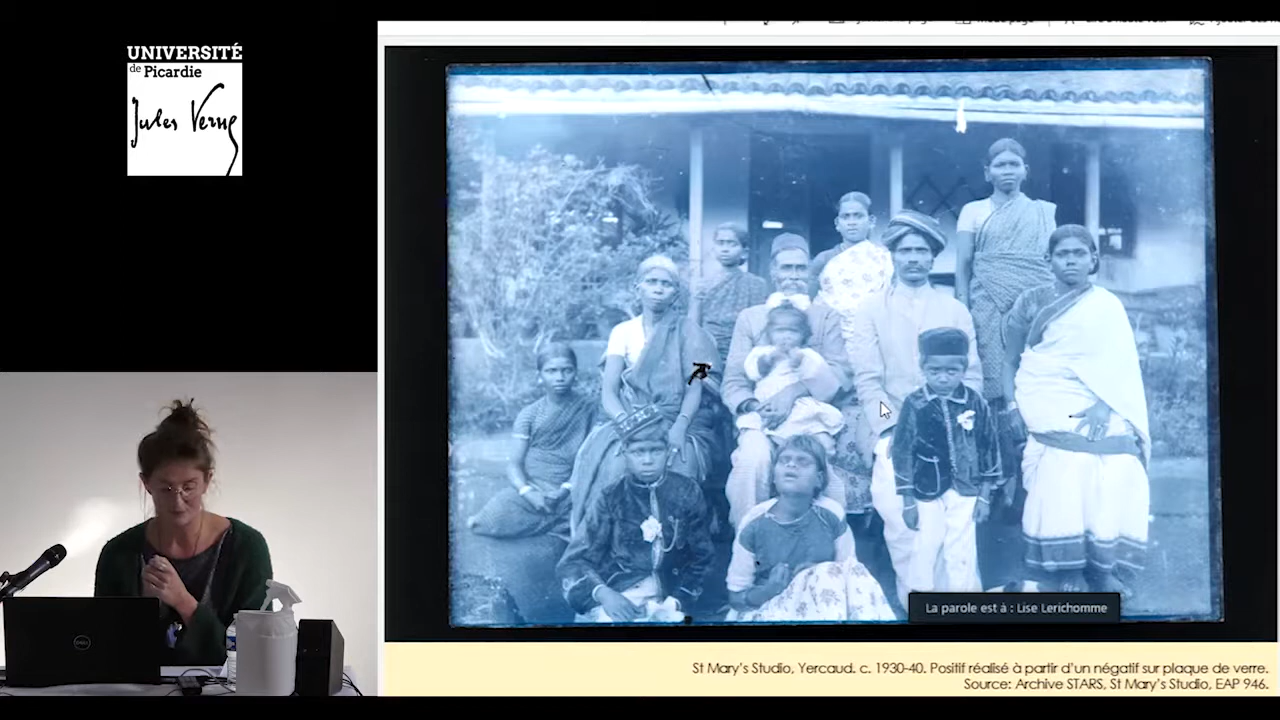 UNIVERSITÉ
de Picardie
Jules Verne
DELL
La parole est à : Lise Lerichomme
St Mary's Studio, Yercaud. c. 1930-40. Positif réalisé à partir d'un négatif sur plaque de verre.
Source: Archive STARS, St Mary's Studio, EAP 946.